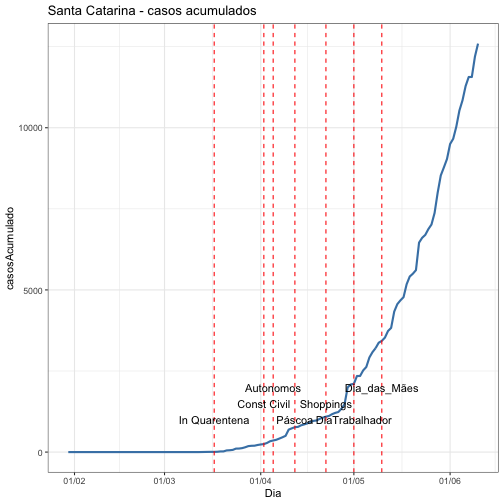 Santa Catarina - casos acumulados
casosAcumulado
10000
5000
0
Autonomos
Dia_das_Mães
Const Civil
Shoppings
In Quarentena
Páscoa
DiaTrabalhador
01/02
01/03
01/04
01/05
01/06
Dia